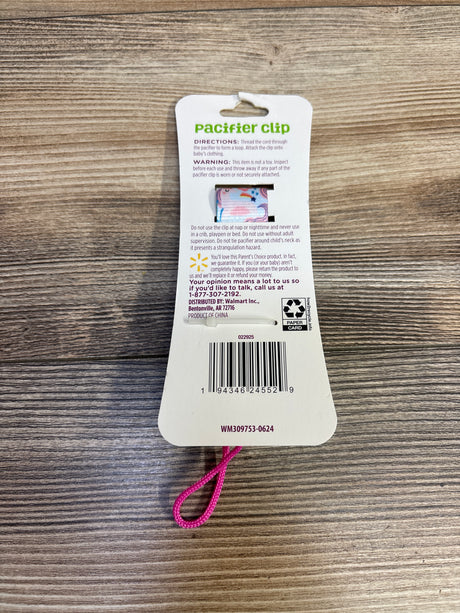 Pacifier clip
DIRECTIONS: Thread the cord through
the pacifier to form a loop. Attach the clip onto
baby's clothing.
WARNING: This item is not a toy. Inspect
before each use and throw away if any part of the
pacifier clip is worn or not securely attached.
Do not use the clip at nap or nighttime and never use
in a crib, playpen or bed. Do not use without adult
supervision. Do not tie pacifier around child's neck as
it presents a strangulation hazard.
You'll love this Parent's Choice product. In fact,
we guarantee it. If you (or your baby) aren't
completely happy, please return the product to
us and we'll replace it or refund your money.
Your opinion means a lot to us so
if you'd like to talk, call us at
1-877-307-2192.
DISTRIBUTED BY: Walmart Inc.,
Bentonville, AR 72716
PRODUCT OF CHINA
PAPER
CARD
how2recycle.info
022925
1 94346 24552 9
WM309753-0624